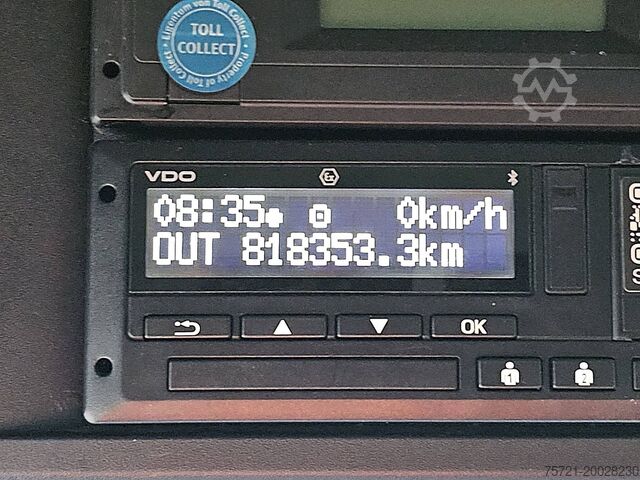 Eigentum von Toll Collect
TOLL
COLLECT
Property of Toll Collect
VDO
Ex
08:35 0km/h
OUT 818353.3km
OK
1 2
75721-20028230